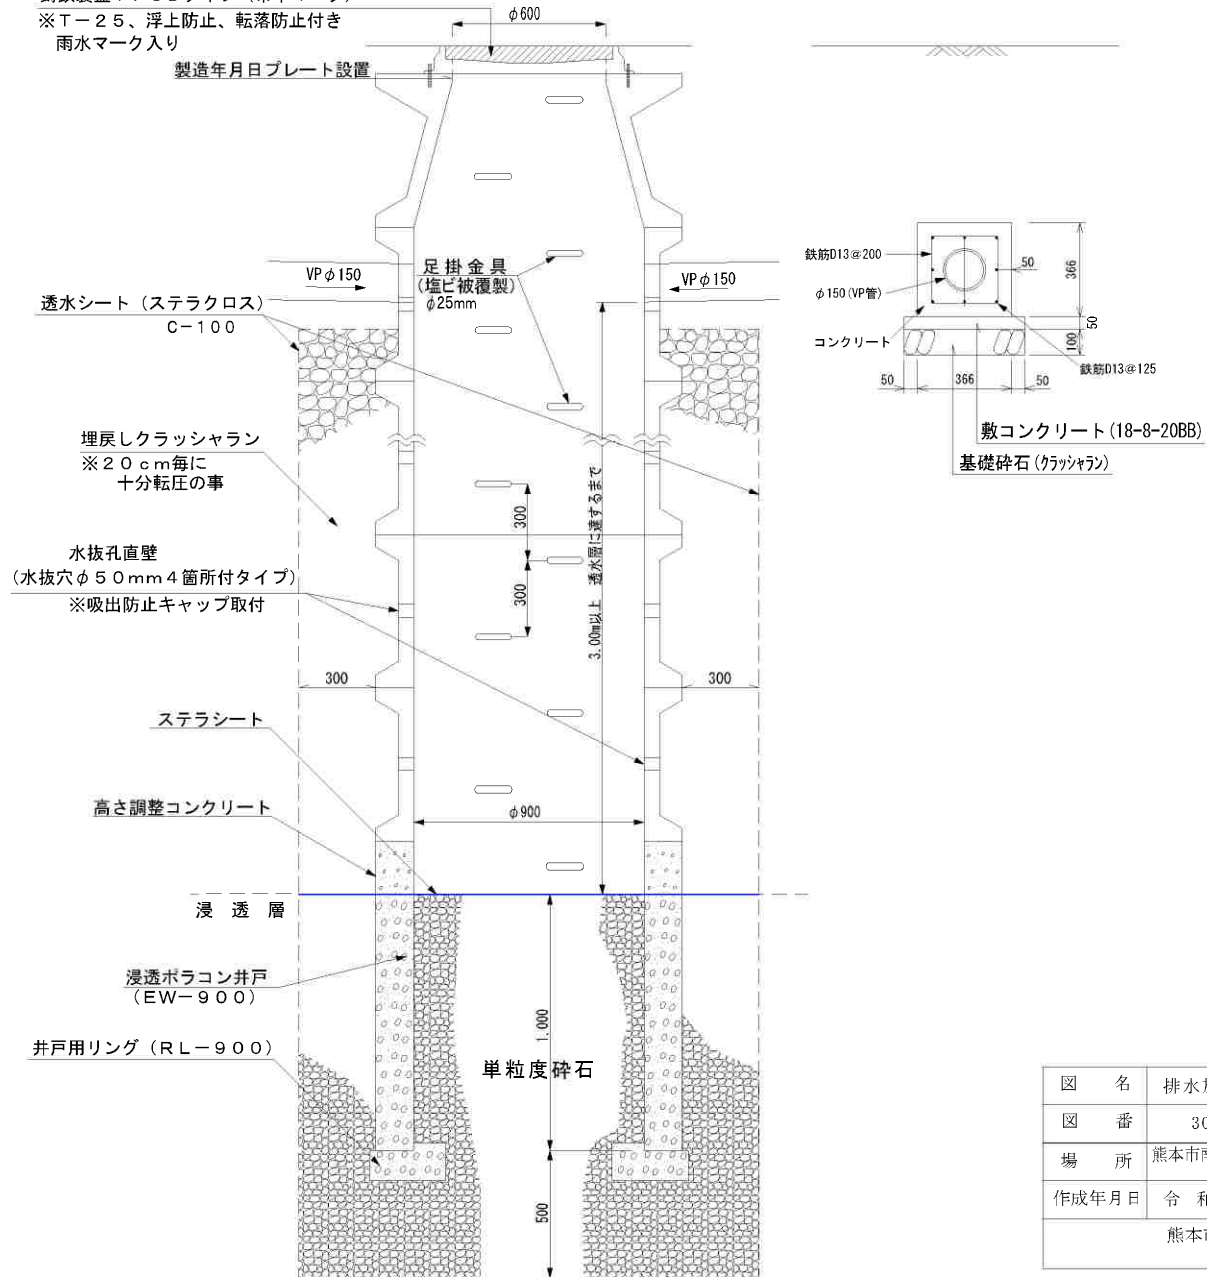 ※T-25、浮上防止、転落防止付き
雨水マーク入り
φ600
製造年月日プレート設置
VPφ150
足掛金具
(塩ビ被覆製)
φ25mm
VPφ150
透水シート(ステラクロス)
C-100
埋戻しクラッシャラン
※20cm毎に
十分転圧の事
水抜孔直壁
(水抜穴φ50mm4箇所付タイプ)
※吸出防止キャップ取付
300
300
3.00m以上 透水層に達するまで
300
300
ステラシート
高さ調整コンクリート
φ900
浸透層
浸透ポラコン井戸
(EW-900)
井戸用リング(RL-900)
1,000
単粒度砕石
500
鉄筋D13@200
φ150(VP管)
コンクリート
50
366
50
100
鉄筋D13@125
50
366
50
敷コンクリート(18-8-20BB)
基礎砕石(クラッシャラン)
図名 排水
図番 30
場所 熊本市南
作成年月日 令和
熊本市